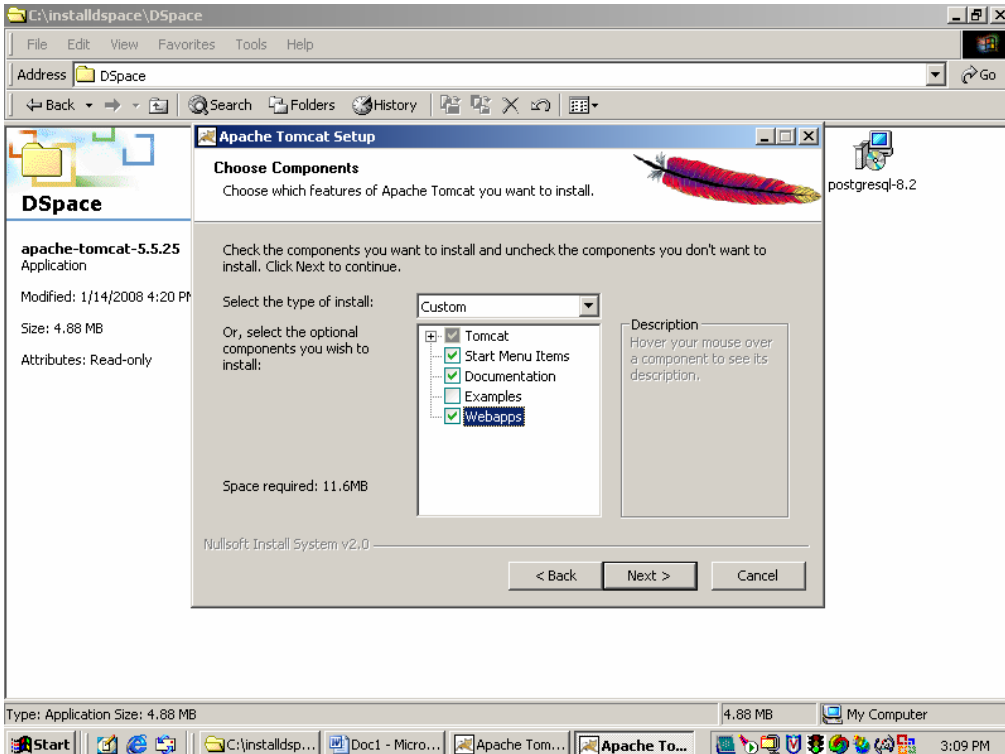 C:\installdspace\DSpace
File Edit View Favorites Tools Help
Address DSpace Go
Back Search Folders History
DSpace
apache-tomcat-5.5.25
Application
Modified: 1/14/2008 4:20 PM
Size: 4.88 MB
Attributes: Read-only
postgresql-8.2
Apache Tomcat Setup
Choose Components
Choose which features of Apache Tomcat you want to install.
Check the components you want to install and uncheck the components you don't want to
install. Click Next to continue.
Select the type of install:
Custom
Or, select the optional
components you wish to
install:
Tomcat
Start Menu Items
Documentation
Examples
Webapps
Description
Hover your mouse over
a component to see its
description.
Space required: 11.6MB
Nullsoft Install System v2.0
< Back Next > Cancel
Type: Application Size: 4.88 MB 4.88 MB My Computer
Start C:\installdsp... Doc1 - Micro... Apache Tom... Apache To... 3:09 PM